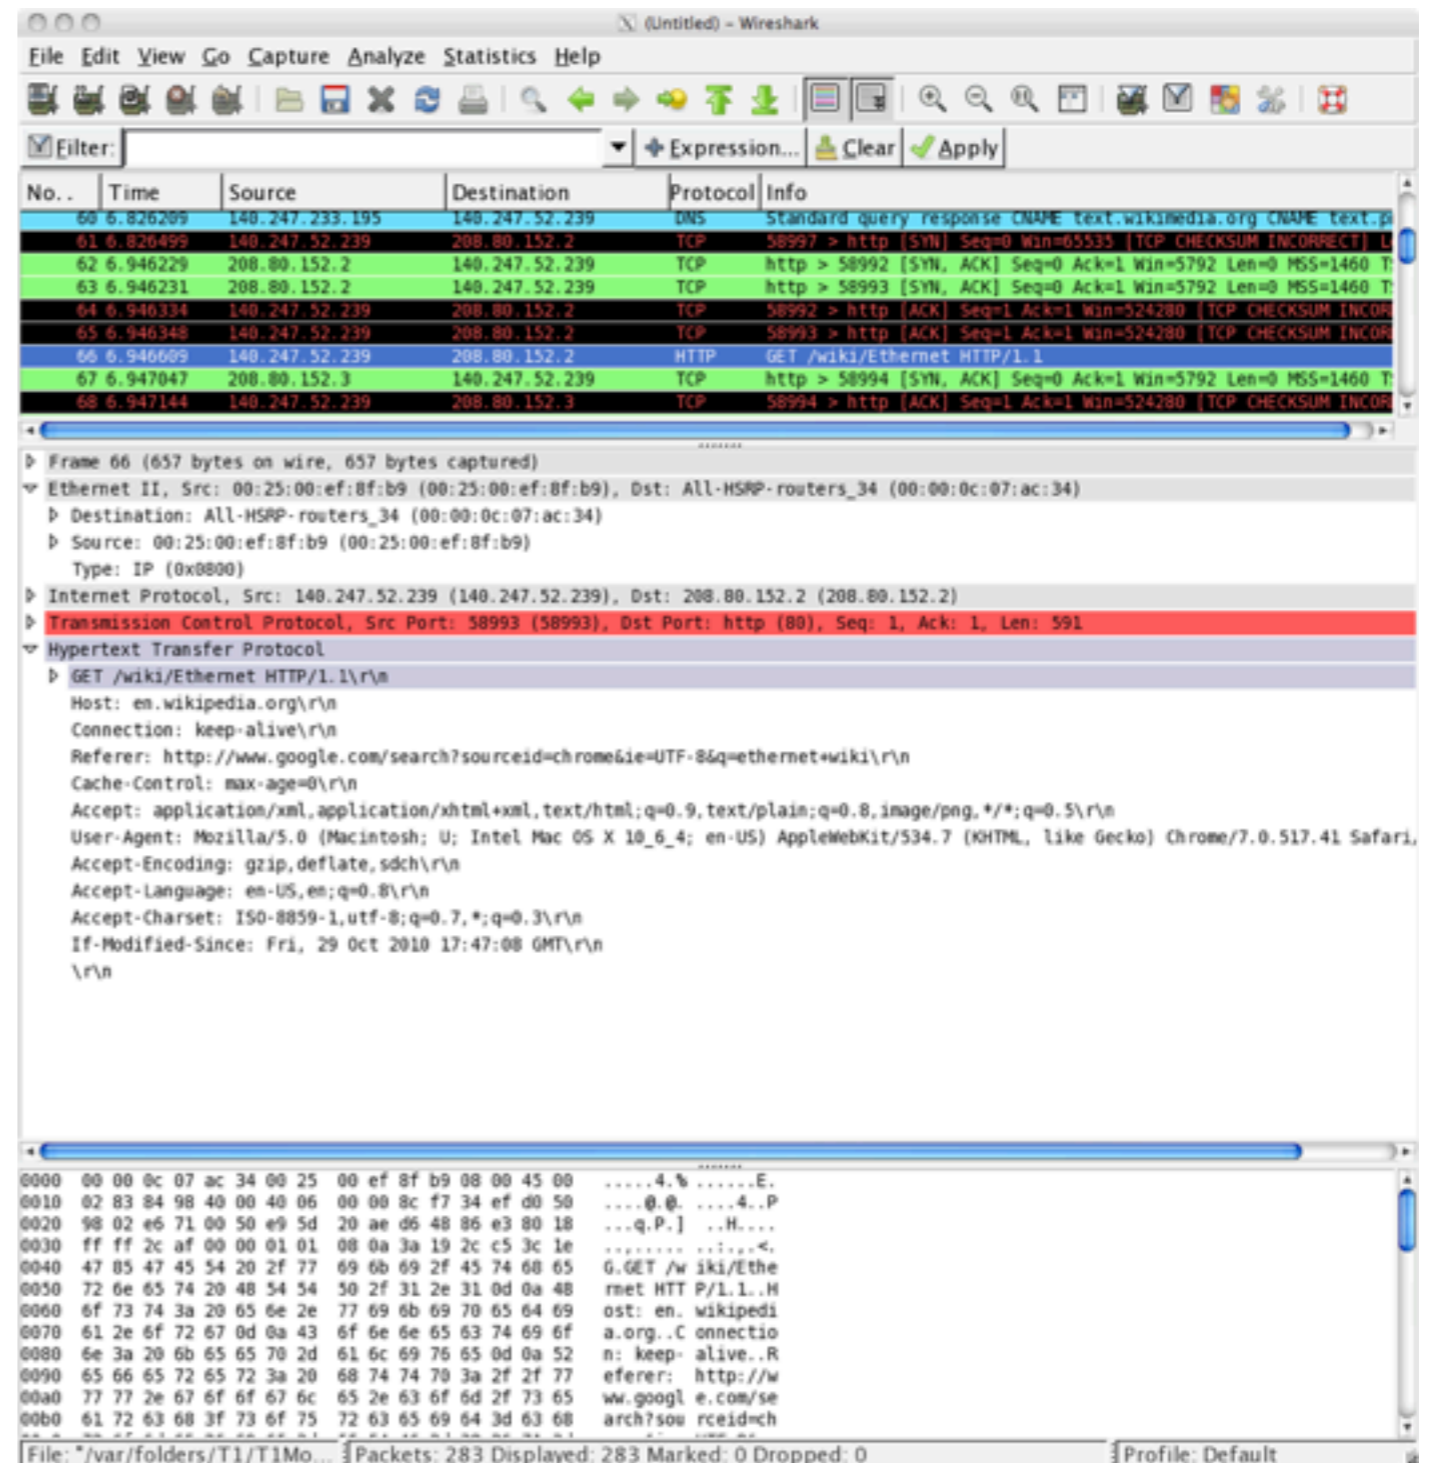 (Untitled) – Wireshark
File Edit View Go Capture Analyze Statistics Help
Filter: Expression... Clear Apply
No. . Time Source Destination Protocol Info
60 6.826209 140.247.233.195 140.247.52.239 DNS Standard query response CNAME text.wikimedia.org CNAME text.p
61 6.826499 140.247.52.239 208.80.152.2 TCP 58997 > http [SYN] Seq=0 Win=65535 [TCP CHECKSUM INCORRECT] L
62 6.946229 208.80.152.2 140.247.52.239 TCP http > 58992 [SYN, ACK] Seq=0 Ack=1 Win=5792 Len=0 MSS=1460 T
63 6.946231 208.80.152.2 140.247.52.239 TCP http > 58993 [SYN, ACK] Seq=0 Ack=1 Win=5792 Len=0 MSS=1460 T
64 6.946334 140.247.52.239 208.80.152.2 TCP 58992 > http [ACK] Seq=1 Ack=1 Win=524280 [TCP CHECKSUM INCOR
65 6.946348 140.247.52.239 208.80.152.2 TCP 58993 > http [ACK] Seq=1 Ack=1 Win=524280 [TCP CHECKSUM INCOR
66 6.946609 140.247.52.239 208.80.152.2 HTTP GET /wiki/Ethernet HTTP/1.1
67 6.947047 208.80.152.3 140.247.52.239 TCP http > 58994 [SYN, ACK] Seq=0 Ack=1 Win=5792 Len=0 MSS=1460 T
68 6.947144 140.247.52.239 208.80.152.3 TCP 58994 > http [ACK] Seq=1 Ack=1 Win=524280 [TCP CHECKSUM INCOR
Frame 66 (657 bytes on wire, 657 bytes captured)
Ethernet II, Src: 00:25:00:ef:8f:b9 (00:25:00:ef:8f:b9), Dst: All-HSRP-routers_34 (00:00:0c:07:ac:34)
Destination: All-HSRP-routers_34 (00:00:0c:07:ac:34)
Source: 00:25:00:ef:8f:b9 (00:25:00:ef:8f:b9)
Type: IP (0x0800)
Internet Protocol, Src: 140.247.52.239 (140.247.52.239), Dst: 208.80.152.2 (208.80.152.2)
Transmission Control Protocol, Src Port: 58993 (58993), Dst Port: http (80), Seq: 1, Ack: 1, Len: 591
Hypertext Transfer Protocol
GET /wiki/Ethernet HTTP/1.1\r\n
Host: en.wikipedia.org\r\n
Connection: keep-alive\r\n
Referer: http://www.google.com/search?sourceid=chrome&ie=UTF-8&q=ethernet+wiki\r\n
Cache-Control: max-age=0\r\n
Accept: application/xml,application/xhtml+xml,text/html;q=0.9,text/plain;q=0.8,image/png,*/*;q=0.5\r\n
User-Agent: Mozilla/5.0 (Macintosh; U; Intel Mac OS X 10_6_4; en-US) AppleWebKit/534.7 (KHTML, like Gecko) Chrome/7.0.517.41 Safari,
Accept-Encoding: gzip,deflate,sdch\r\n
Accept-Language: en-US,en;q=0.8\r\n
Accept-Charset: ISO-8859-1,utf-8;q=0.7,*;q=0.3\r\n
If-Modified-Since: Fri, 29 Oct 2010 17:47:08 GMT\r\n
\r\n
0000 00 00 0c 07 ac 34 00 25 00 ef 8f b9 08 00 45 00 .....4.% ......E.
0010 02 83 84 98 40 00 40 06 00 00 8c f7 34 ef d0 50 ....@.@. ....4..P
0020 98 02 e6 71 00 50 e9 5d 20 ae d6 48 86 e3 80 18 ...q.P.] ..H....
0030 ff ff 2c af 00 00 01 01 08 0a 3a 19 2c c5 3c 1e ..,..... ..:.,.<.
0040 47 85 47 45 54 20 2f 77 69 6b 69 2f 45 74 68 65 G.GET /w iki/Ethe
0050 72 6e 65 74 20 48 54 54 50 2f 31 2e 31 0d 0a 48 rnet HTT P/1.1..H
0060 6f 73 74 3a 20 65 6e 2e 77 69 6b 69 70 65 64 69 ost: en. wikipedi
0070 61 2e 6f 72 67 0d 0a 43 6f 6e 6e 65 63 74 69 6f a.org..C onnectio
0080 6e 3a 20 6b 65 65 70 2d 61 6c 69 76 65 0d 0a 52 n: keep- alive..R
0090 65 66 65 72 65 72 3a 20 68 74 74 70 3a 2f 2f 77 eferer: http://w
00a0 77 77 2e 67 6f 6f 67 6c 65 2e 63 6f 6d 2f 73 65 ww.googl e.com/se
00b0 61 72 63 68 3f 73 6f 75 72 63 65 69 64 3d 63 68 arch?sou rceid=ch
File: "/var/folders/T1/T1Mo... Packets: 283 Displayed: 283 Marked: 0 Dropped: 0 Profile: Default